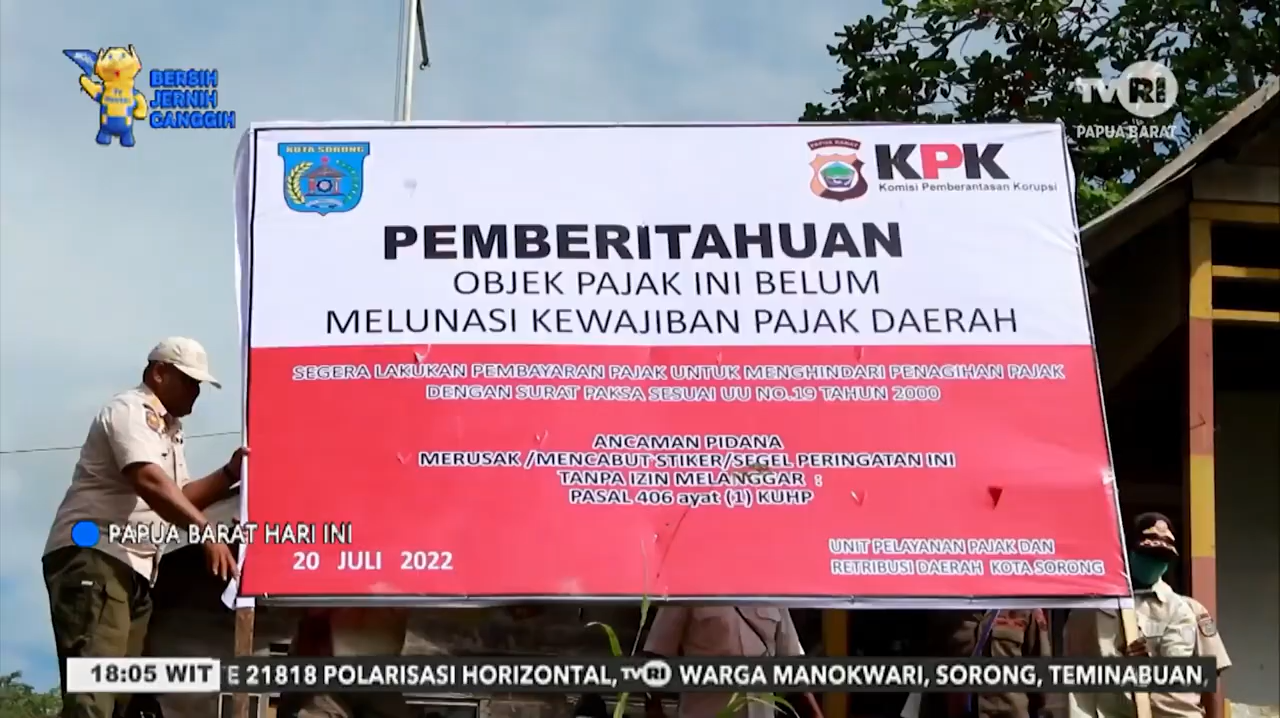 BERSIH
JERNIH
CANGGIH
TVRI
PAPUA BARAT
KOTA SORONG
PAPUA BARAT
KPK
Komisi Pemberantasan Korupsi
PEMBERITAHUAN
OBJEK PAJAK INI BELUM
MELUNASI KEWAJIBAN PAJAK DAERAH
SEGERA LAKUKAN PEMBAYARAN PAJAK UNTUK MENGHINDARI PENAGIHAN PAJAK
DENGAN SURAT PAKSA SESUAI UU NO.19 TAHUN 2000
ANCAMAN PIDANA
MERUSAK /MENCABUT STIKER/SEGEL PERINGATAN INI
TANPA IZIN MELANGGAR :
PASAL 406 ayat (1) KUHP
PAPUA BARAT HARI INI
20 JULI 2022
UNIT PELAYANAN PAJAK DAN
RETRIBUSI DAERAH KOTA SORONG
18:05 WIT E 21818 POLARISASI HORIZONTAL, TVRI WARGA MANOKWARI, SORONG, TEMINABUAN,